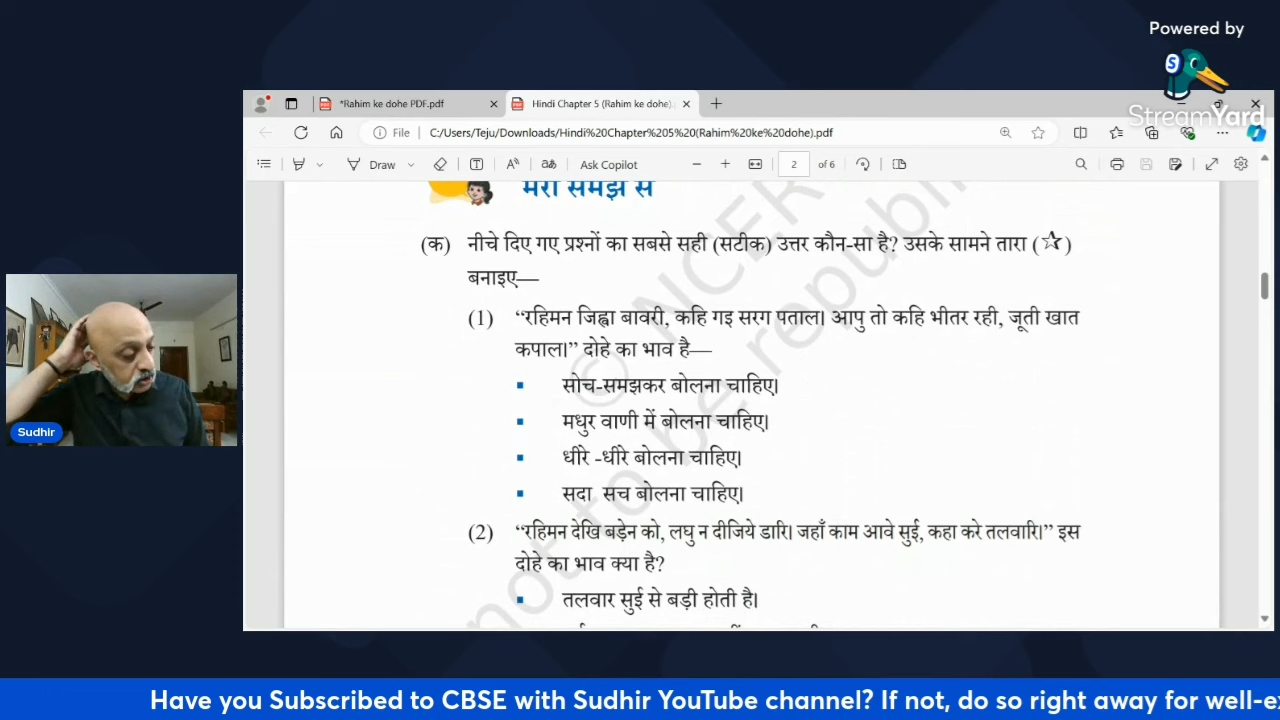 Powered by
StreamYard
*Rahim ke dohe PDF.pdf
Hindi Chapter 5 (Rahim ke dohe).
File
C:/Users/Teju/Downloads/Hindi%20Chapter%205%20(Rahim%20ke%20dohe).pdf
Draw
Ask Copilot
2
of 6
मेरी समझ से
(क) नीचे दिए गए प्रश्नों का सबसे सही (सटीक) उत्तर कौन-सा है? उसके सामने तारा (☆)
बनाइए—
(1) “रहिमन जिह्वा बावरी, कहि गइ सरग पताल। आपु तो कहि भीतर रही, जूती खात
कपाल।” दोहे का भाव है—
▪ सोच-समझकर बोलना चाहिए।
▪ मधुर वाणी में बोलना चाहिए।
▪ धीरे -धीरे बोलना चाहिए।
▪ सदा सच बोलना चाहिए।
(2) “रहिमन देखि बड़ेन को, लघु न दीजिये डारि। जहाँ काम आवे सुई, कहा करे तलवारि।” इस
दोहे का भाव क्या है?
▪ तलवार सुई से बड़ी होती है।
© NCER
not to be republi
Sudhir
Have you Subscribed to CBSE with Sudhir YouTube channel? If not, do so right away for well-e